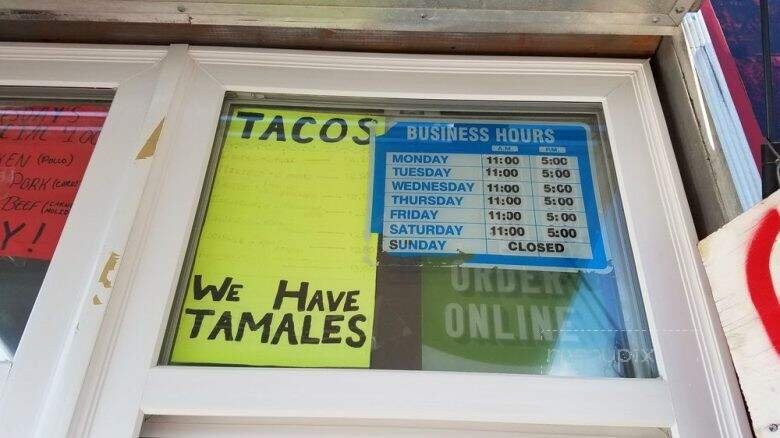 TACOS
WE HAVE
TAMALES
BUSINESS HOURS
A.M. P.M.
MONDAY 11:00 5:00
TUESDAY 11:00 5:00
WEDNESDAY 11:00 5:00
THURSDAY 11:00 5:00
FRIDAY 11:00 5:00
SATURDAY 11:00 5:00
SUNDAY CLOSED
ORDER
ONLINE
(POLLO)
PORK
BEEF
menupix